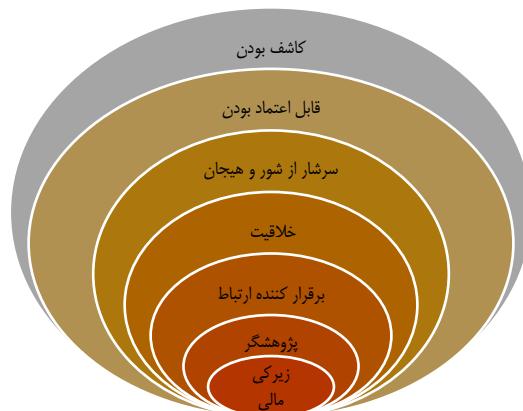 کاشف بودن
قابل اعتماد بودن
سرشار از شور و هیجان
خلاقیت
برقرار کننده ارتباط
پژوهشگر
زیرکی
مالی